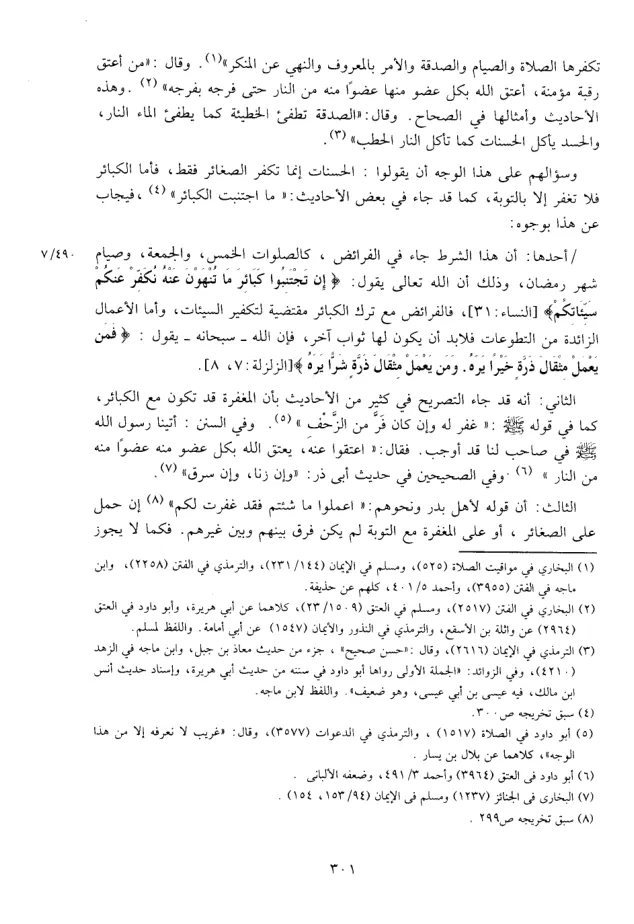 تكفرها الصلاة والصيام والصدقة والأمر بالمعروف والنهي عن المنكر»(١). وقال: «من أعتق
رقبة مؤمنة، أعتق الله بكل عضو منها عضوًا منه من النار حتى فرجه بفرجه»(٢). وهذه
الأحاديث وأمثالها في الصحاح. وقال: «الصدقة تطفئ الخطيئة كما يطفئ الماء النار،
والحسد يأكل الحسنات كما تأكل النار الحطب»(٣).
وسؤالهم على هذا الوجه أن يقولوا: الحسنات إنما تكفر الصغائر فقط، فأما الكبائر
فلا تغفر إلا بالتوبة، كما قد جاء في بعض الأحاديث: «ما اجتنبت الكبائر»(٤)، فيجاب
عن هذا بوجوه:
٧/٤٩٠ /أحدها: أن هذا الشرط جاء في الفرائض، كالصلوات الخمس، والجمعة، وصيام
شهر رمضان، وذلك أن الله تعالى يقول: ﴿إِن تَجْتَنِبُوا كَبَائِرَ مَا تُنْهَوْنَ عَنْهُ نُكَفِّرْ عَنكُمْ
سَيِّئَاتِكُمْ﴾ [النساء: ٣١]، فالفرائض مع ترك الكبائر مقتضية لتكفير السيئات، وأما الأعمال
الزائدة من التطوعات فلابد أن يكون لها ثواب آخر، فإن الله ـ سبحانه ـ يقول: ﴿فَمَن
يَعْمَلْ مِثْقَالَ ذَرَّةٍ خَيْرًا يَرَهُ. وَمَن يَعْمَلْ مِثْقَالَ ذَرَّةٍ شَرًّا يَرَهُ﴾ [الزلزلة: ٧، ٨].
الثاني: أنه قد جاء التصريح في كثير من الأحاديث بأن المغفرة قد تكون مع الكبائر،
كما في قوله ﷺ: «غفر له وإن كان فَرَّ من الزَّحْفِ»(٥). وفي السنن: أتينا رسول الله
ﷺ في صاحب لنا قد أوجب. فقال: «اعتقوا عنه، يعتق الله بكل عضو منه عضوًا منه
من النار»(٦). وفي الصحيحين في حديث أبي ذر: «وإن زنا، وإن سرق»(٧).
الثالث: أن قوله لأهل بدر ونحوهم: «اعملوا ما شئتم فقد غفرت لكم»(٨) إن حمل
على الصغائر، أو على المغفرة مع التوبة لم يكن فرق بينهم وبين غيرهم. فكما لا يجوز
(١) البخاري في مواقيت الصلاة (٥٢٥)، ومسلم في الإيمان (٢٣١/١٤٤)، والترمذي في الفتن (٢٢٥٨)، وابن
ماجه في الفتن (٣٩٥٥)، وأحمد ٤٠١/٥، كلهم عن حذيفة.
(٢) البخاري في الفتن (٢٥١٧)، ومسلم في العتق (٢٣/١٥٠٩)، كلاهما عن أبي هريرة، وأبو داود في العتق
(٢٩٦٤) عن واثلة بن الأسقع، والترمذي في النذور والأيمان (١٥٤٧) عن أبي أمامة. واللفظ لمسلم.
(٣) الترمذي في الإيمان (٢٦١٦)، وقال: «حسن صحيح»، جزء من حديث معاذ بن جبل، وابن ماجه في الزهد
(٤٢١٠)، وفي الزوائد: «الجملة الأولى رواها أبو داود في سننه من حديث أبي هريرة، وإسناد حديث أنس
ابن مالك، فيه عيسى بن أبي عيسى، وهو ضعيف». واللفظ لابن ماجه.
(٤) سبق تخريجه ص٣٠٠.
(٥) أبو داود في الصلاة (١٥١٧)، والترمذي في الدعوات (٣٥٧٧)، وقال: «غريب لا نعرفه إلا من هذا
الوجه»، كلاهما عن بلال بن يسار.
(٦) أبو داود في العتق (٣٩٦٤) وأحمد ٤٩١/٣، وضعفه الألباني.
(٧) البخاري في الجنائز (١٢٣٧) ومسلم في الإيمان (١٥٣/٩٤، ١٥٤).
(٨) سبق تخريجه ص٢٩٩.
٣٠١